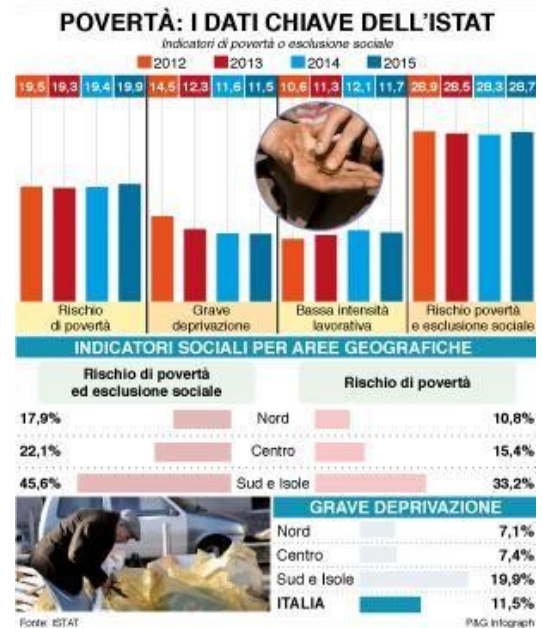 POVERTÀ: I DATI CHIAVE DELL'ISTAT
Indicatori di povertà o esclusione sociale
2012 2013 2014 2015
19,5 19,3 19,4 19,9 14,5 12,3 11,6 11,5 10,6 11,3 12,1 11,7 28,9 28,5 28,3 28,7
Rischio
di povertà
Grave
deprivazione
Bassa intensità
lavorativa
Rischio povertà
e esclusione sociale
INDICATORI SOCIALI PER AREE GEOGRAFICHE
Rischio di povertà
ed esclusione sociale
Rischio di povertà
17,9% Nord 10,8%
22,1% Centro 15,4%
45,6% Sud e Isole 33,2%
GRAVE DEPRIVAZIONE
Nord 7,1%
Centro 7,4%
Sud e Isole 19,9%
ITALIA 11,5%
Fonte: ISTAT
P&G Infograph